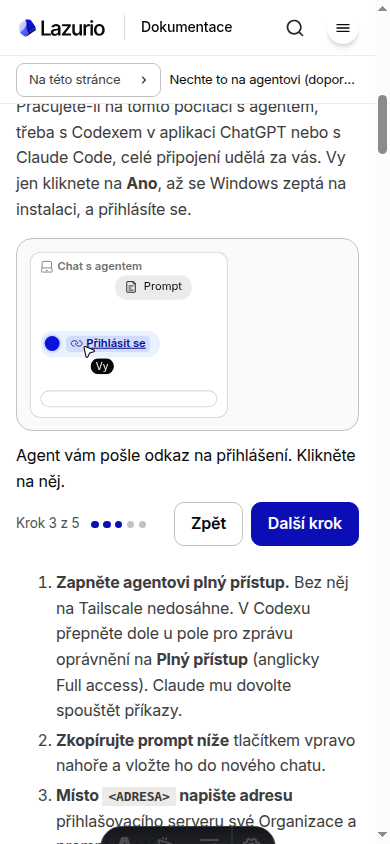 Lazurio
Dokumentace
Na této stránce
Nechte to na agentovi (dopor...
Pracujete-li na tomto počítači s agentem,
třeba s Codexem v aplikaci ChatGPT nebo s
Claude Code, celé připojení udělá za vás. Vy
jen kliknete na Ano, až se Windows zeptá na
instalaci, a přihlásíte se.
Chat s agentem
Prompt
Přihlásit se
Vy
Agent vám pošle odkaz na přihlášení. Klikněte
na něj.
Krok 3 z 5
Zpět
Další krok
1. Zapněte agentovi plný přístup. Bez něj
na Tailscale nedosáhne. V Codexu
přepněte dole u pole pro zprávu
oprávnění na Plný přístup (anglicky
Full access). Claude mu dovolte
spouštět příkazy.
2. Zkopírujte prompt níže tlačítkem vpravo
nahoře a vložte ho do nového chatu.
3. Místo <ADRESA> napište adresu
přihlašovacího serveru své Organizace a